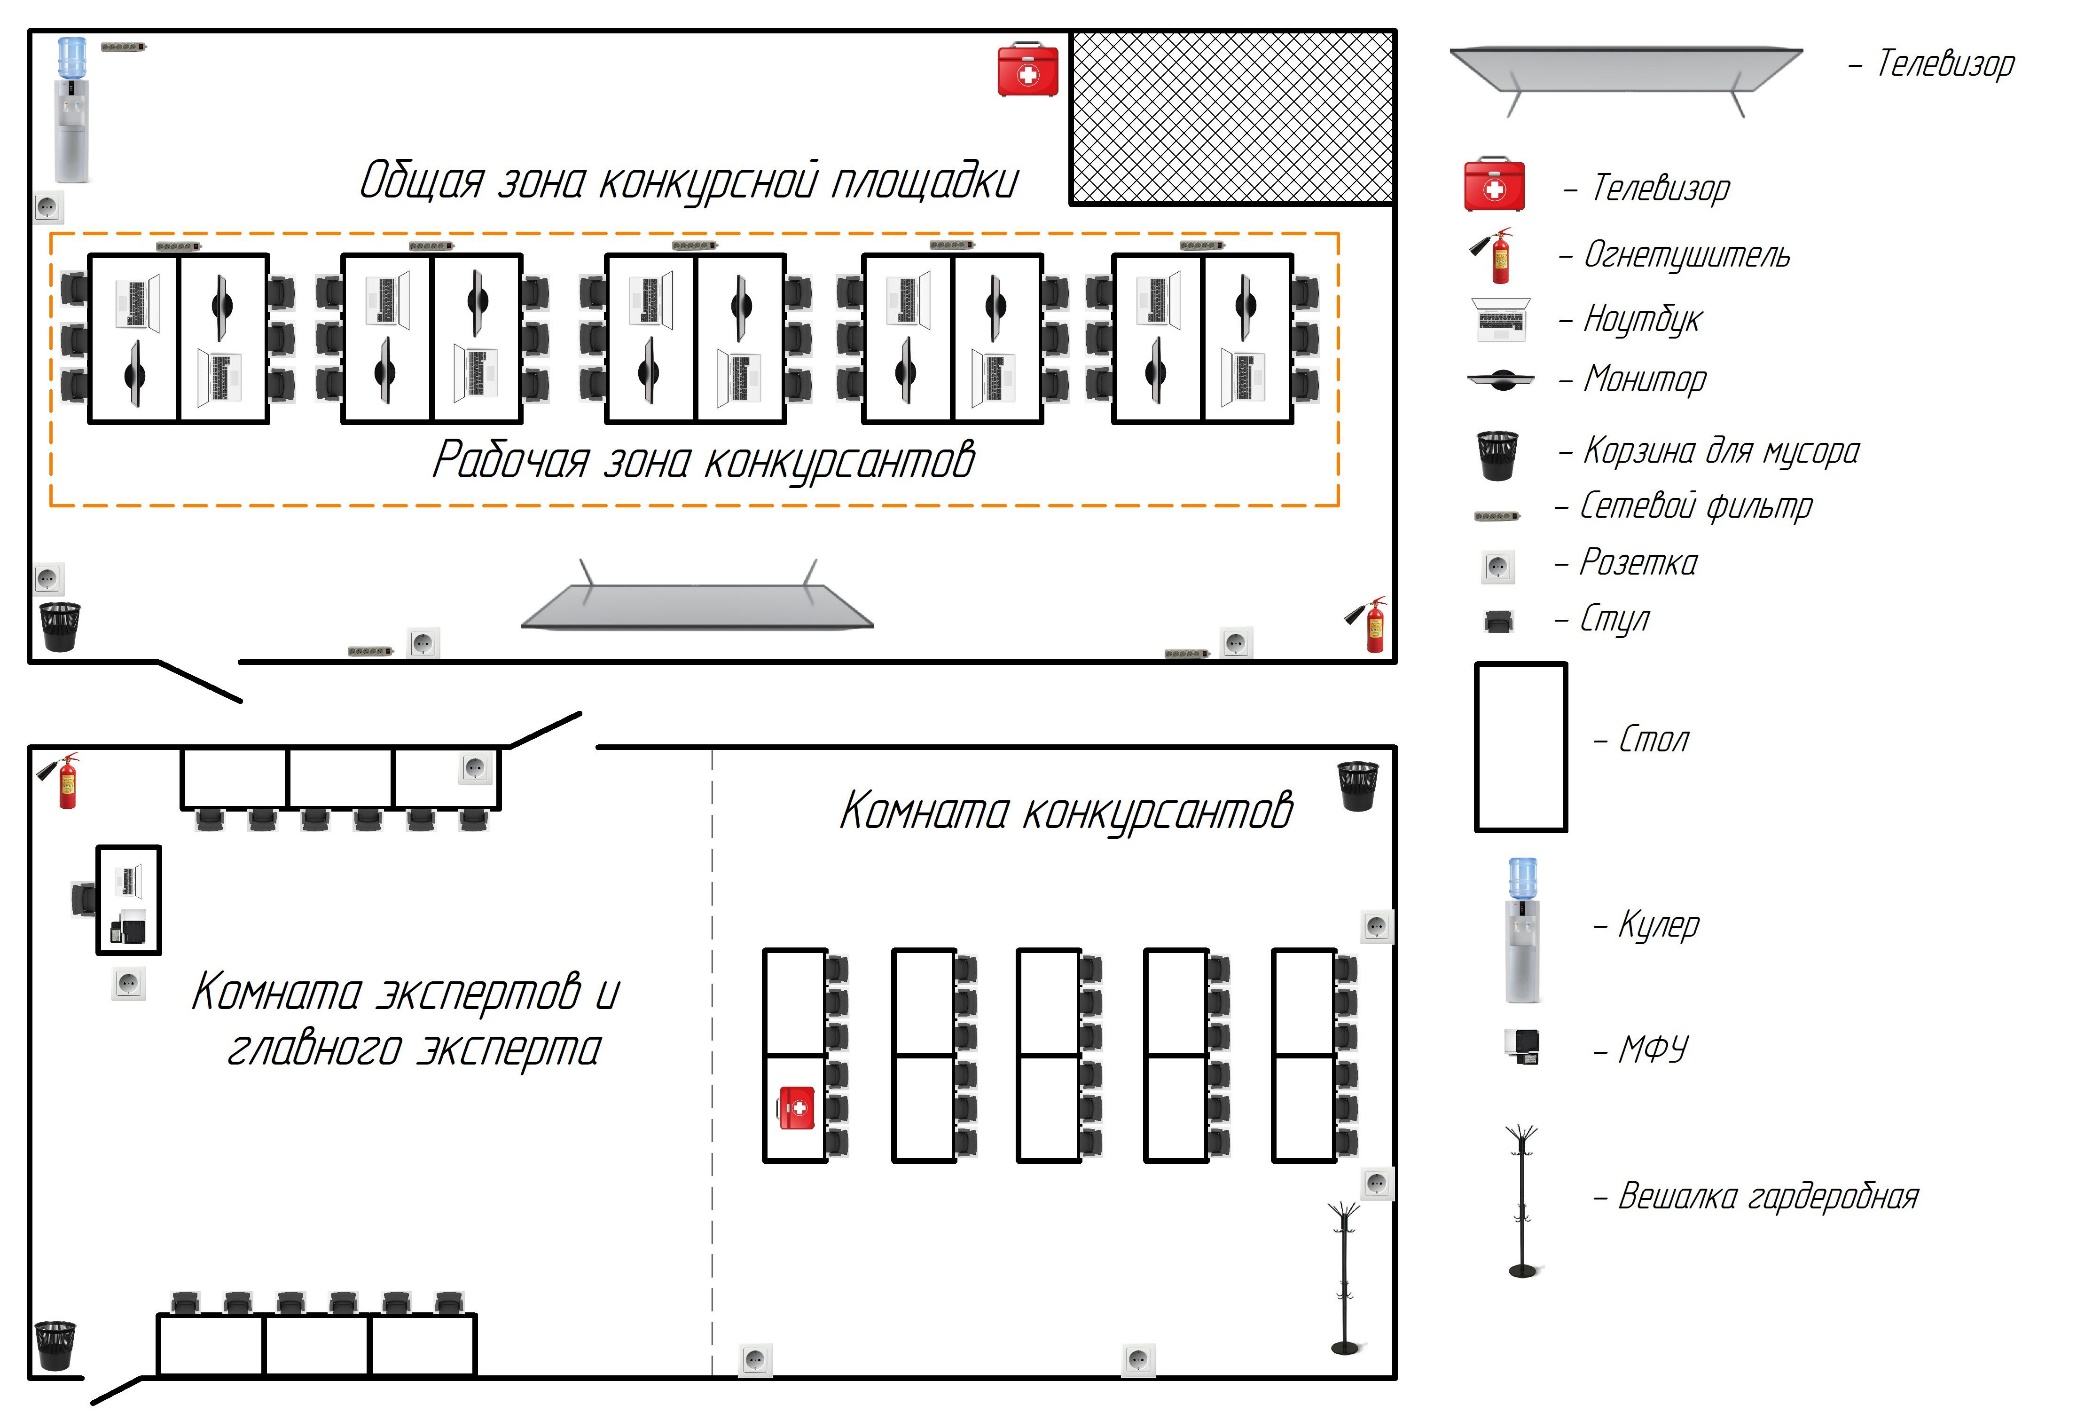 Общая зона конкурсной площадки
Рабочая зона конкурсантов
Комната конкурсантов
Комната экспертов и
главного эксперта
– Телевизор
– Телевизор
– Огнетушитель
– Ноутбук
– Монитор
– Корзина для мусора
– Сетевой фильтр
– Розетка
– Стул
– Стол
– Кулер
– МФУ
– Вешалка гардеробная